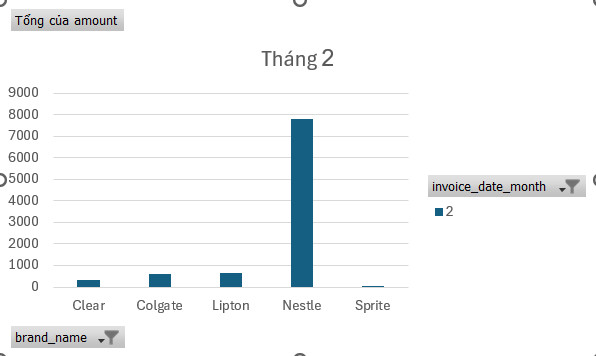 Tổng của amount
Tháng 2
9000
8000
7000
6000
5000
4000
3000
2000
1000
0
Clear Colgate Lipton Nestle Sprite
invoice_date_month
2
brand_name